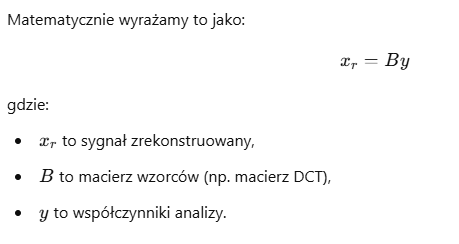 Matematycznie wyrażamy to jako:
x_r = By
gdzie:
• x_r to sygnał zrekonstruowany,
• B to macierz wzorców (np. macierz DCT),
• y to współczynniki analizy.